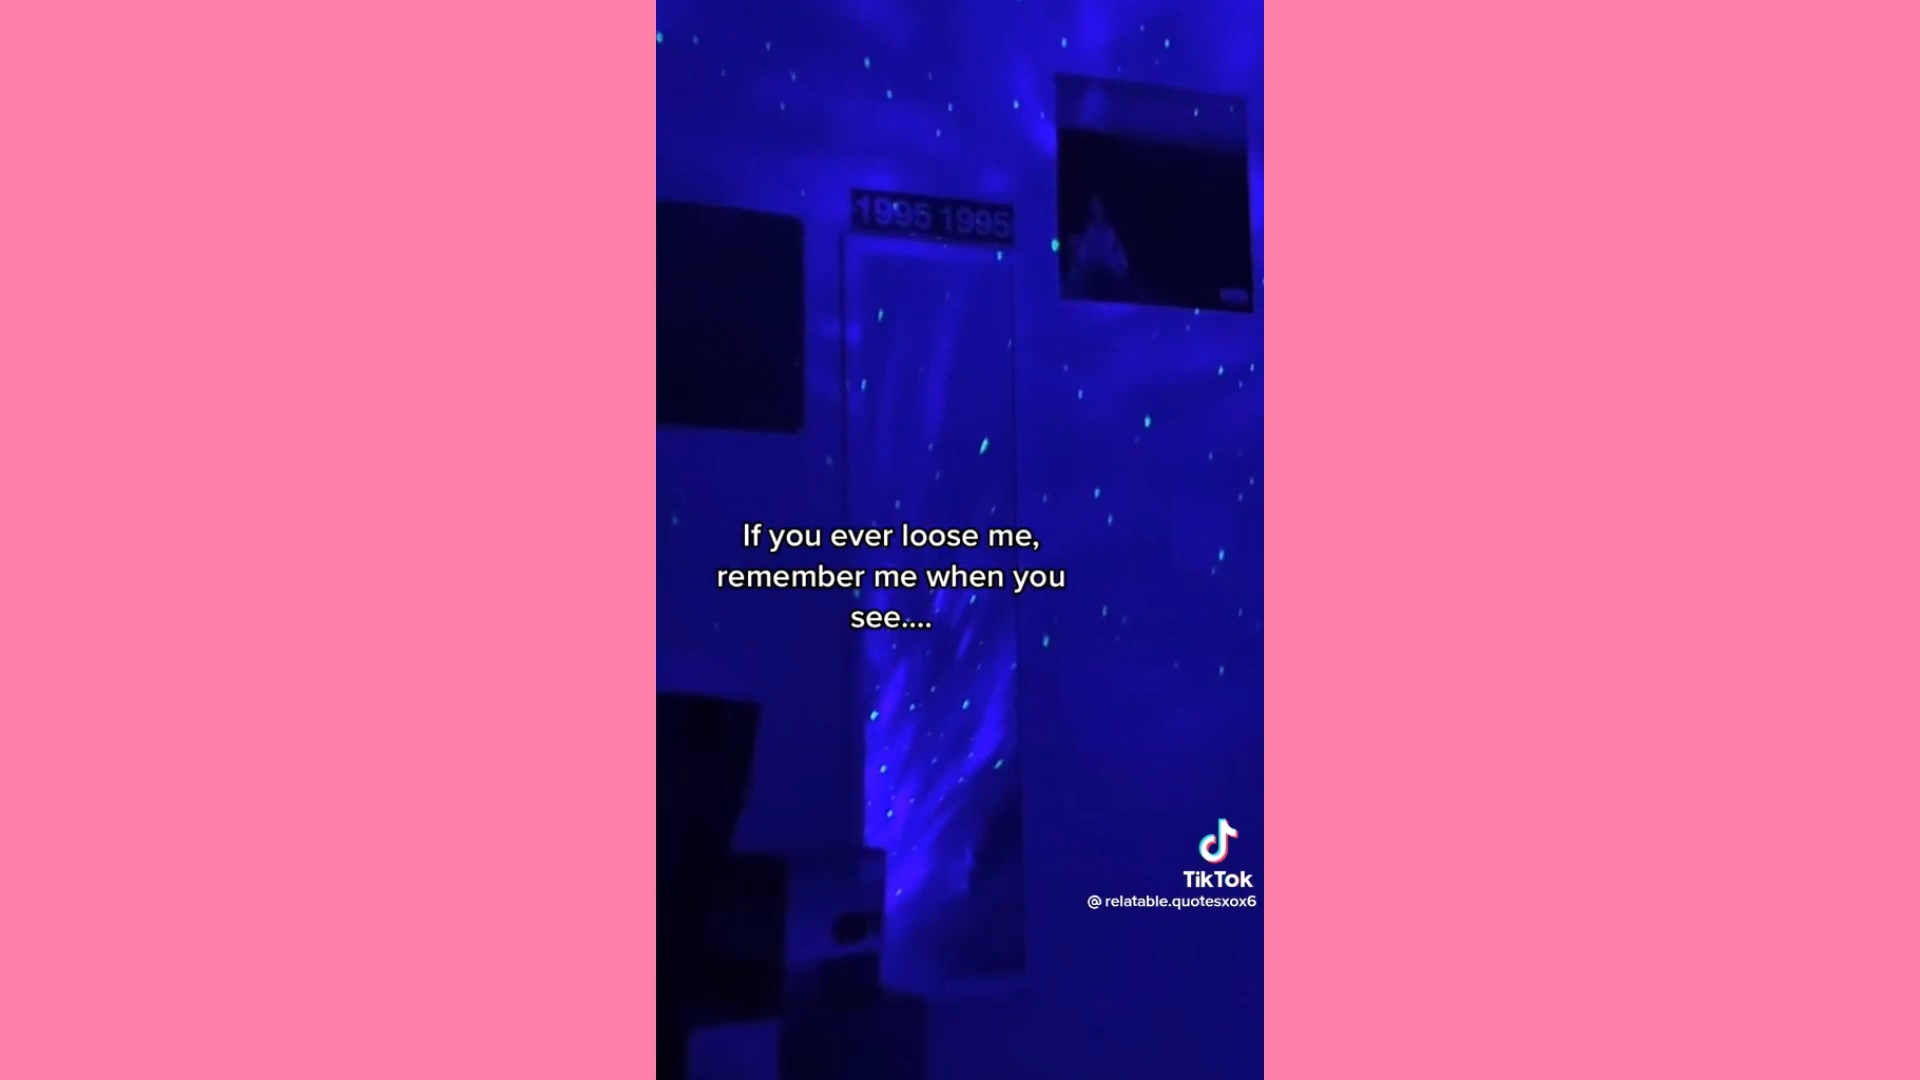 1995 1995
If you ever loose me,
remember me when you
see....
TikTok
@relatable.quotesxox6